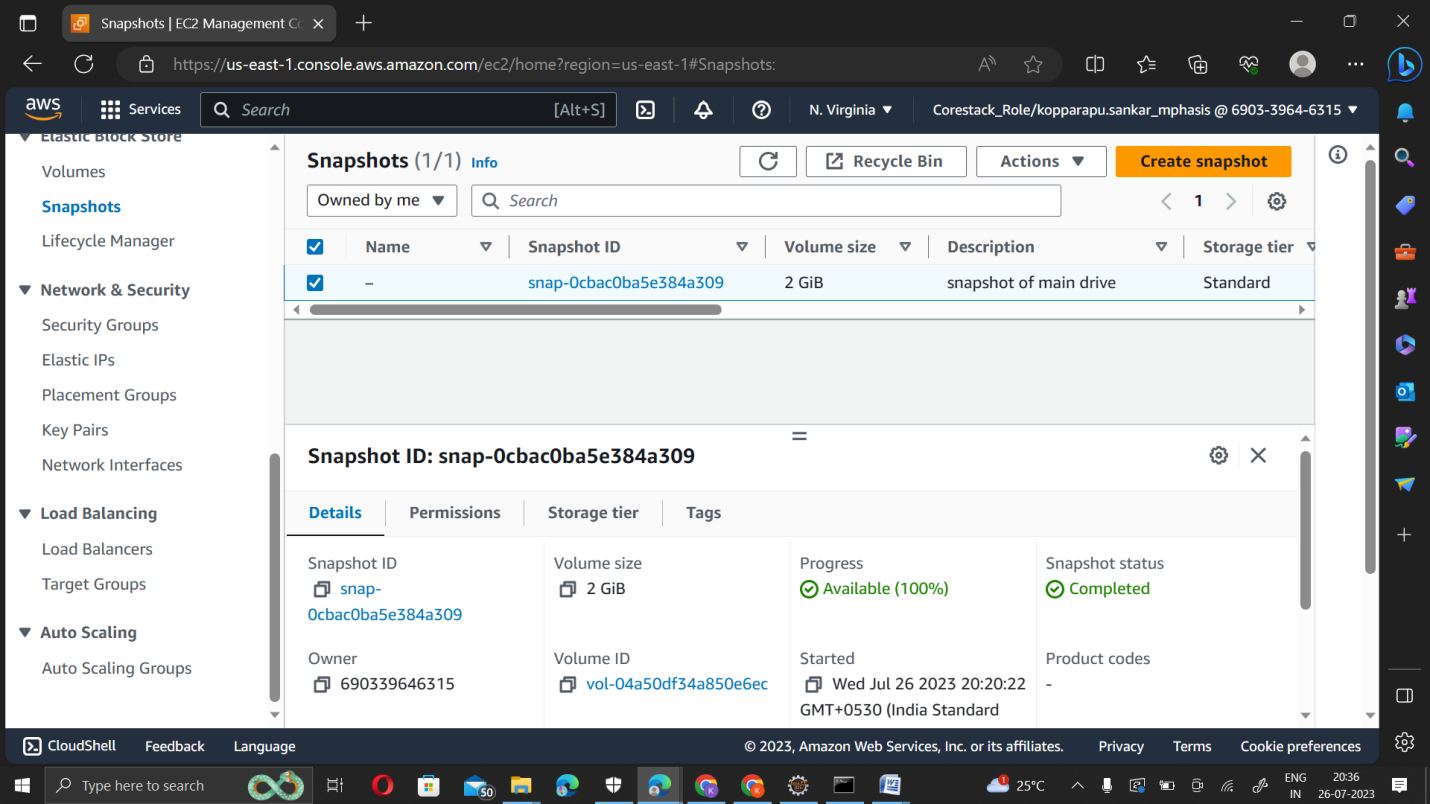 Snapshots | EC2 Management Co
https://us-east-1.console.aws.amazon.com/ec2/home?region=us-east-1#Snapshots:
aws
Services
Search
[Alt+S]
N. Virginia
Corestack_Role/kopparapu.sankar_mphasis @ 6903-3964-6315
Elastic Block Store
Volumes
Snapshots
Lifecycle Manager
Network & Security
Security Groups
Elastic IPs
Placement Groups
Key Pairs
Network Interfaces
Load Balancing
Load Balancers
Target Groups
Auto Scaling
Auto Scaling Groups
Snapshots (1/1) Info
Recycle Bin
Actions
Create snapshot
Owned by me
Search
1
Name Snapshot ID Volume size Description Storage tier
– snap-0cbac0ba5e384a309 2 GiB snapshot of main drive Standard
Snapshot ID: snap-0cbac0ba5e384a309
Details Permissions Storage tier Tags
Snapshot ID
snap-
0cbac0ba5e384a309
Volume size
2 GiB
Progress
Available (100%)
Snapshot status
Completed
Owner
690339646315
Volume ID
vol-04a50df34a850e6ec
Started
Wed Jul 26 2023 20:20:22
GMT+0530 (India Standard
Product codes
-
CloudShell Feedback Language © 2023, Amazon Web Services, Inc. or its affiliates. Privacy Terms Cookie preferences
Type here to search
50
1
25°C
ENG
IN
20:36
26-07-2023